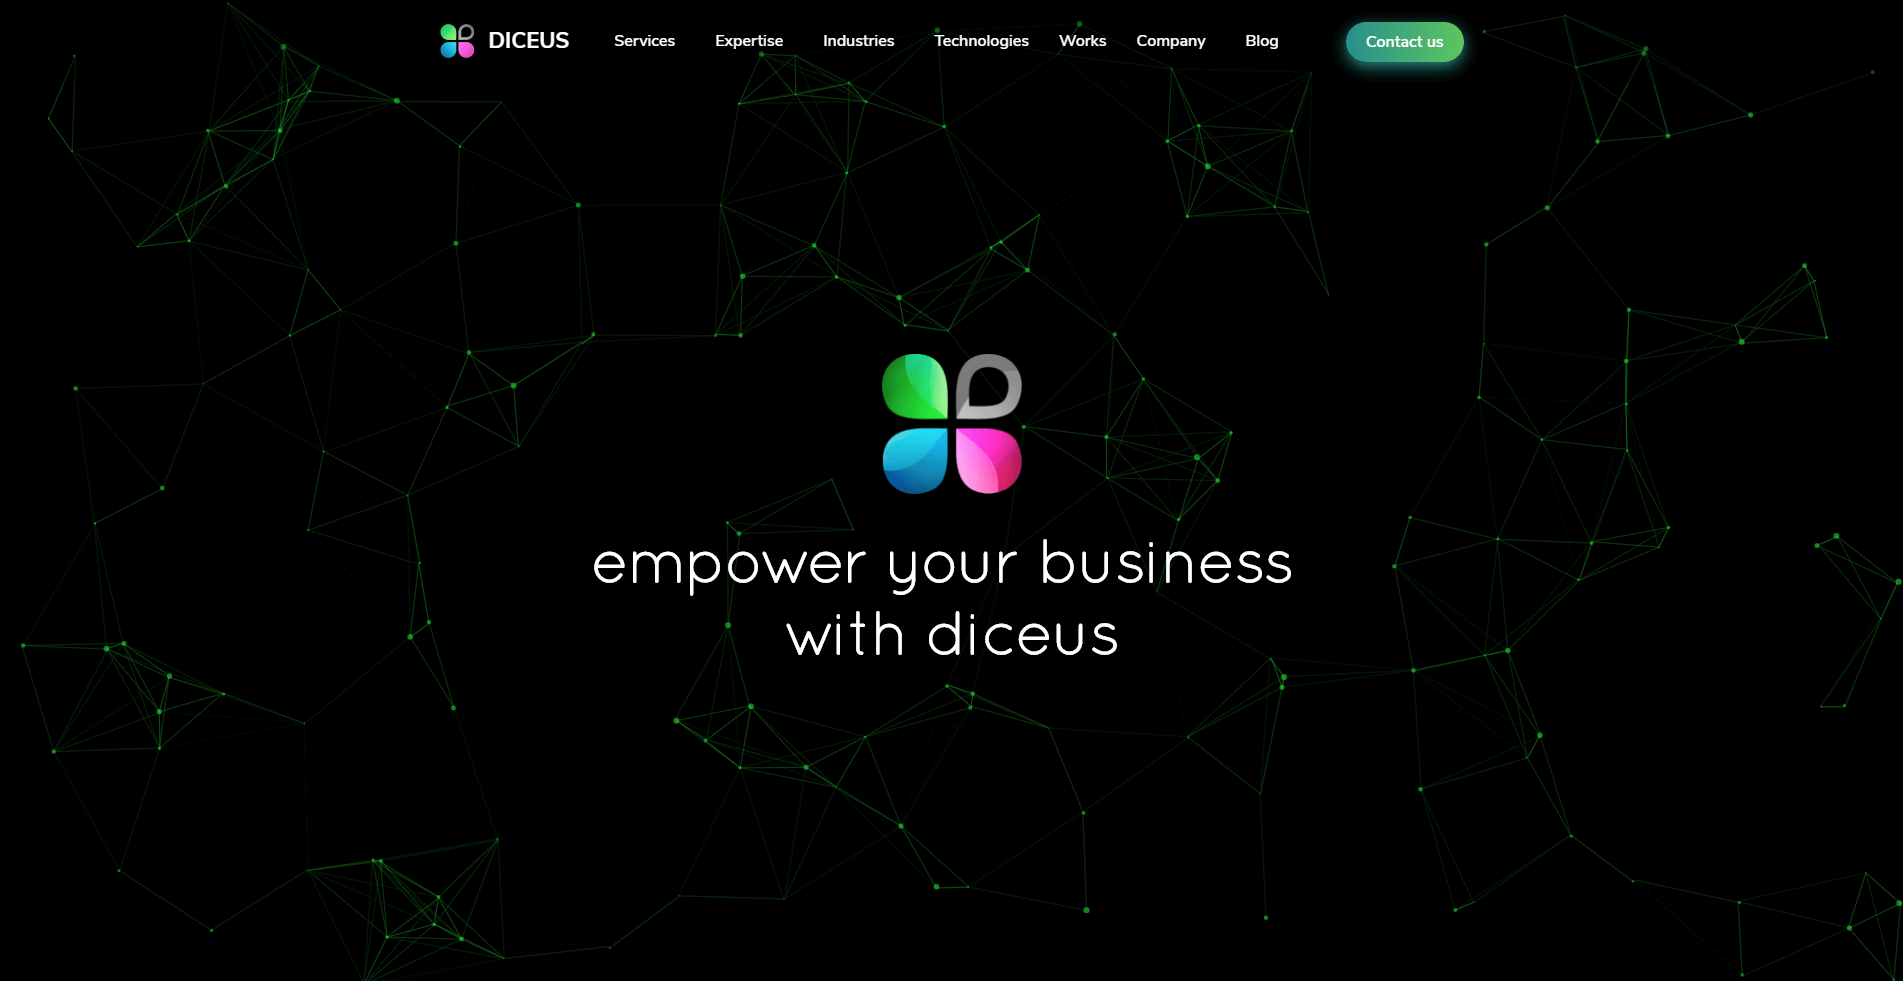 DICEUS Services Expertise Industries Technologies Works Company Blog Contact us
empower your business
with diceus